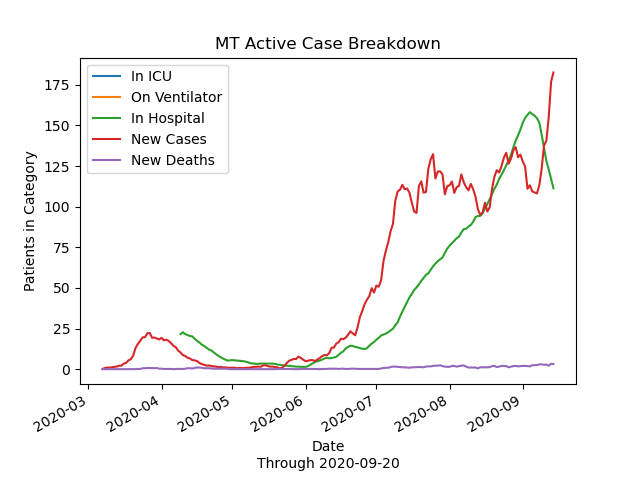 MT Active Case Breakdown
In ICU
On Ventilator
In Hospital
New Cases
New Deaths
Patients in Category
175
150
125
100
75
50
25
0
2020-03
2020-04
2020-05
2020-06
2020-07
2020-08
2020-09
Date
Through 2020-09-20